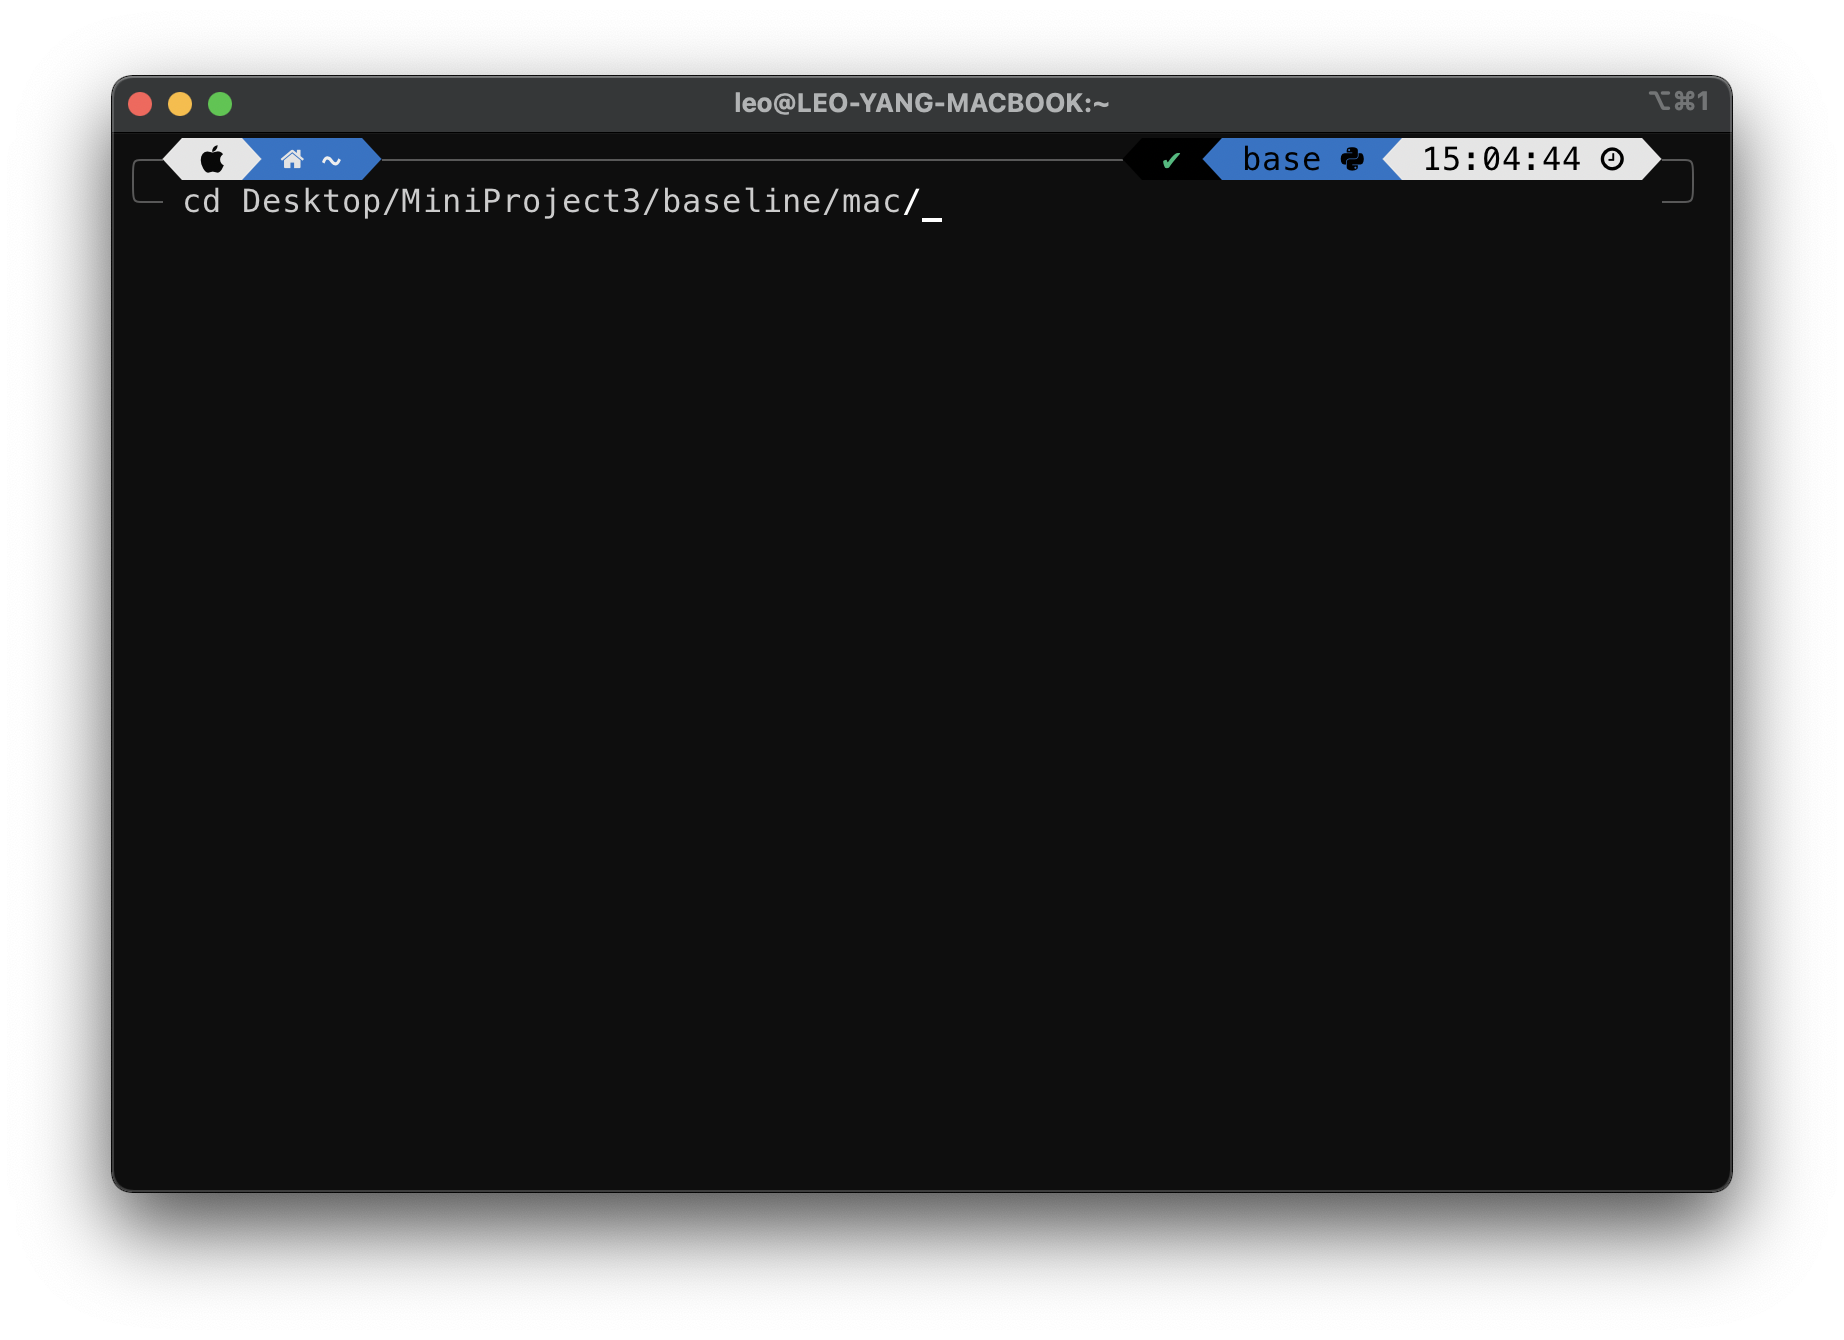 leo@LEO-YANG-MACBOOK:~
⌥⌘1
~ ✔ base 15:04:44
cd Desktop/MiniProject3/baseline/mac/